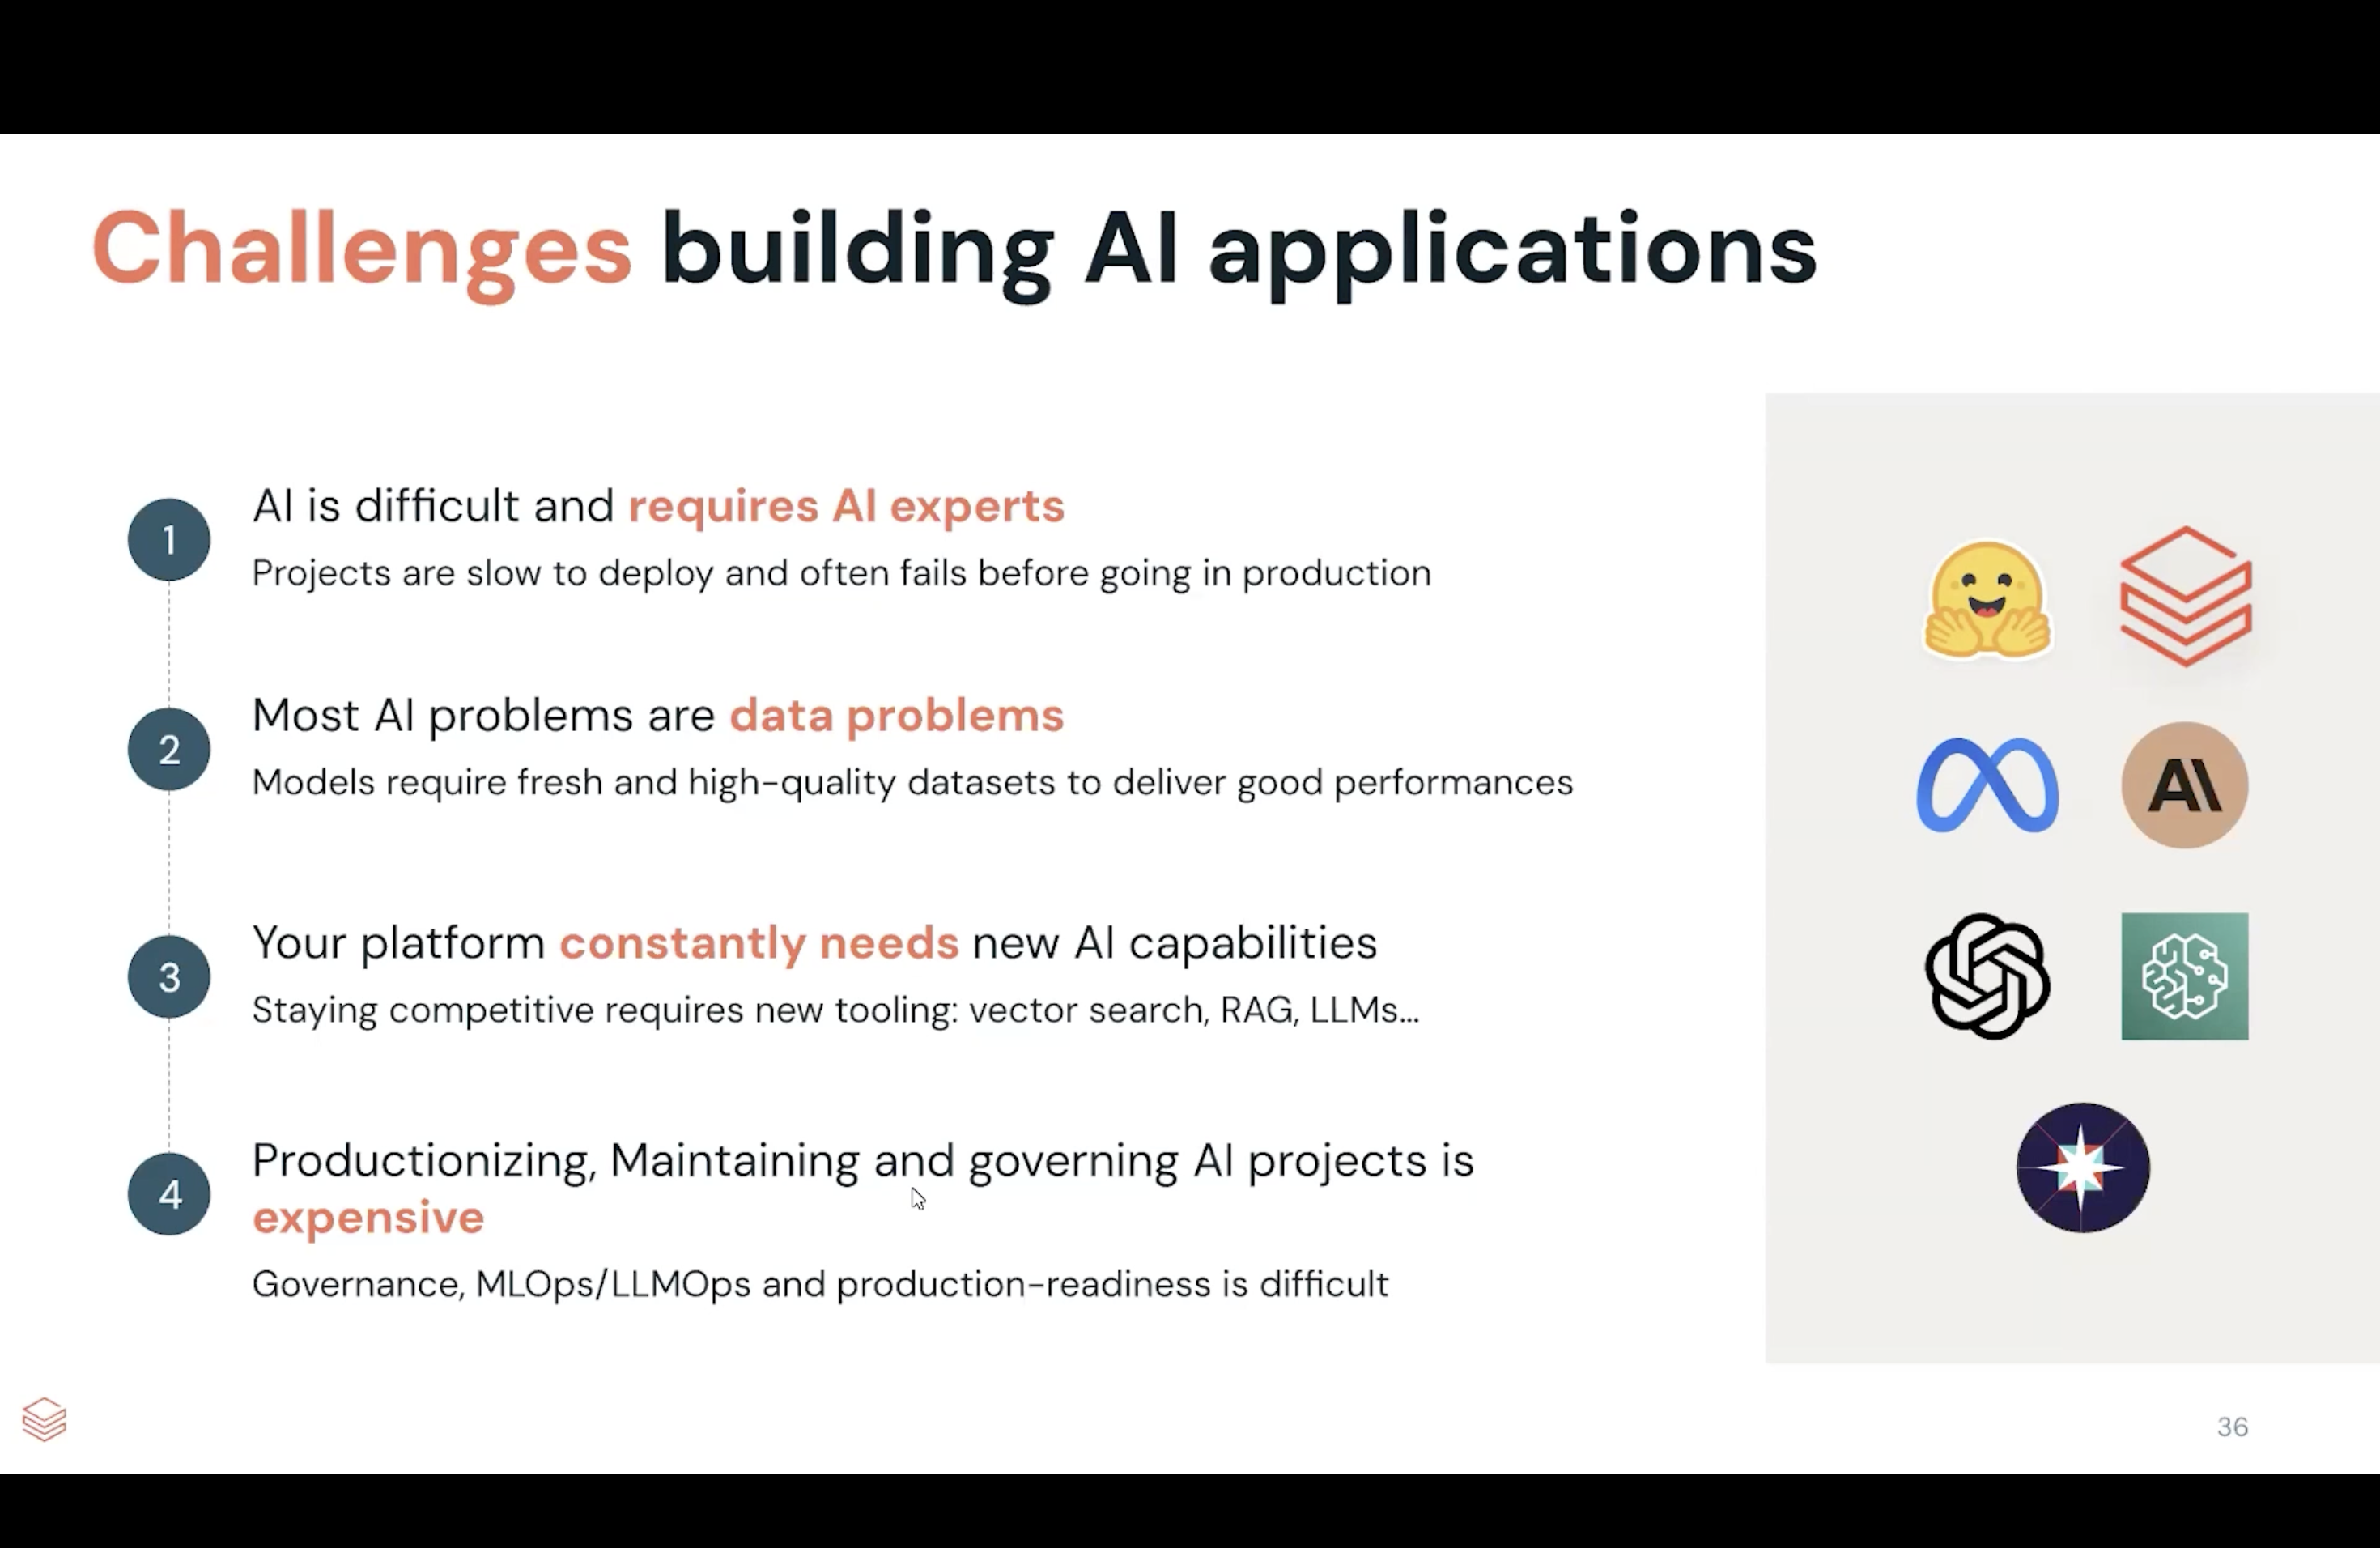 Challenges building AI applications
1
AI is difficult and requires AI experts
Projects are slow to deploy and often fails before going in production
2
Most AI problems are data problems
Models require fresh and high-quality datasets to deliver good performances
3
Your platform constantly needs new AI capabilities
Staying competitive requires new tooling: vector search, RAG, LLMs...
4
Productionizing, Maintaining and governing AI projects is
expensive
Governance, MLOps/LLMOps and production-readiness is difficult
A\
36